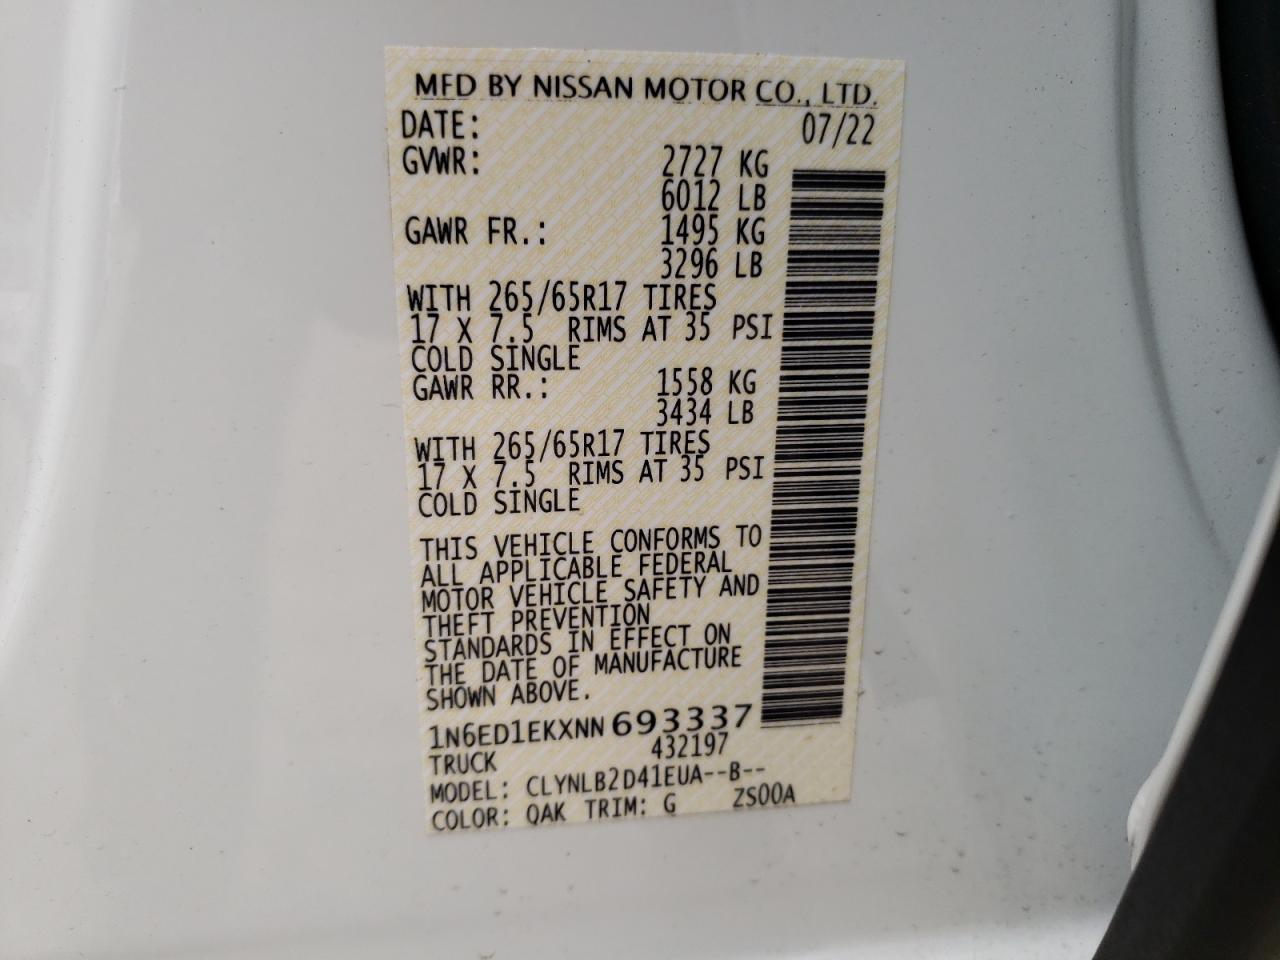 MFD BY NISSAN MOTOR CO., LTD.
DATE: 07/22
GVWR: 2727 KG
6012 LB
GAWR FR.: 1495 KG
3296 LB
WITH 265/65R17 TIRES
17 X 7.5 RIMS AT 35 PSI
COLD SINGLE
GAWR RR.: 1558 KG
3434 LB
WITH 265/65R17 TIRES
17 X 7.5 RIMS AT 35 PSI
COLD SINGLE
THIS VEHICLE CONFORMS TO
ALL APPLICABLE FEDERAL
MOTOR VEHICLE SAFETY AND
THEFT PREVENTION
STANDARDS IN EFFECT ON
THE DATE OF MANUFACTURE
SHOWN ABOVE.
1N6ED1EKXNN693337
TRUCK 432197
MODEL: CLYNLB2D41EUA--B--
COLOR: QAK TRIM: G ZS00A